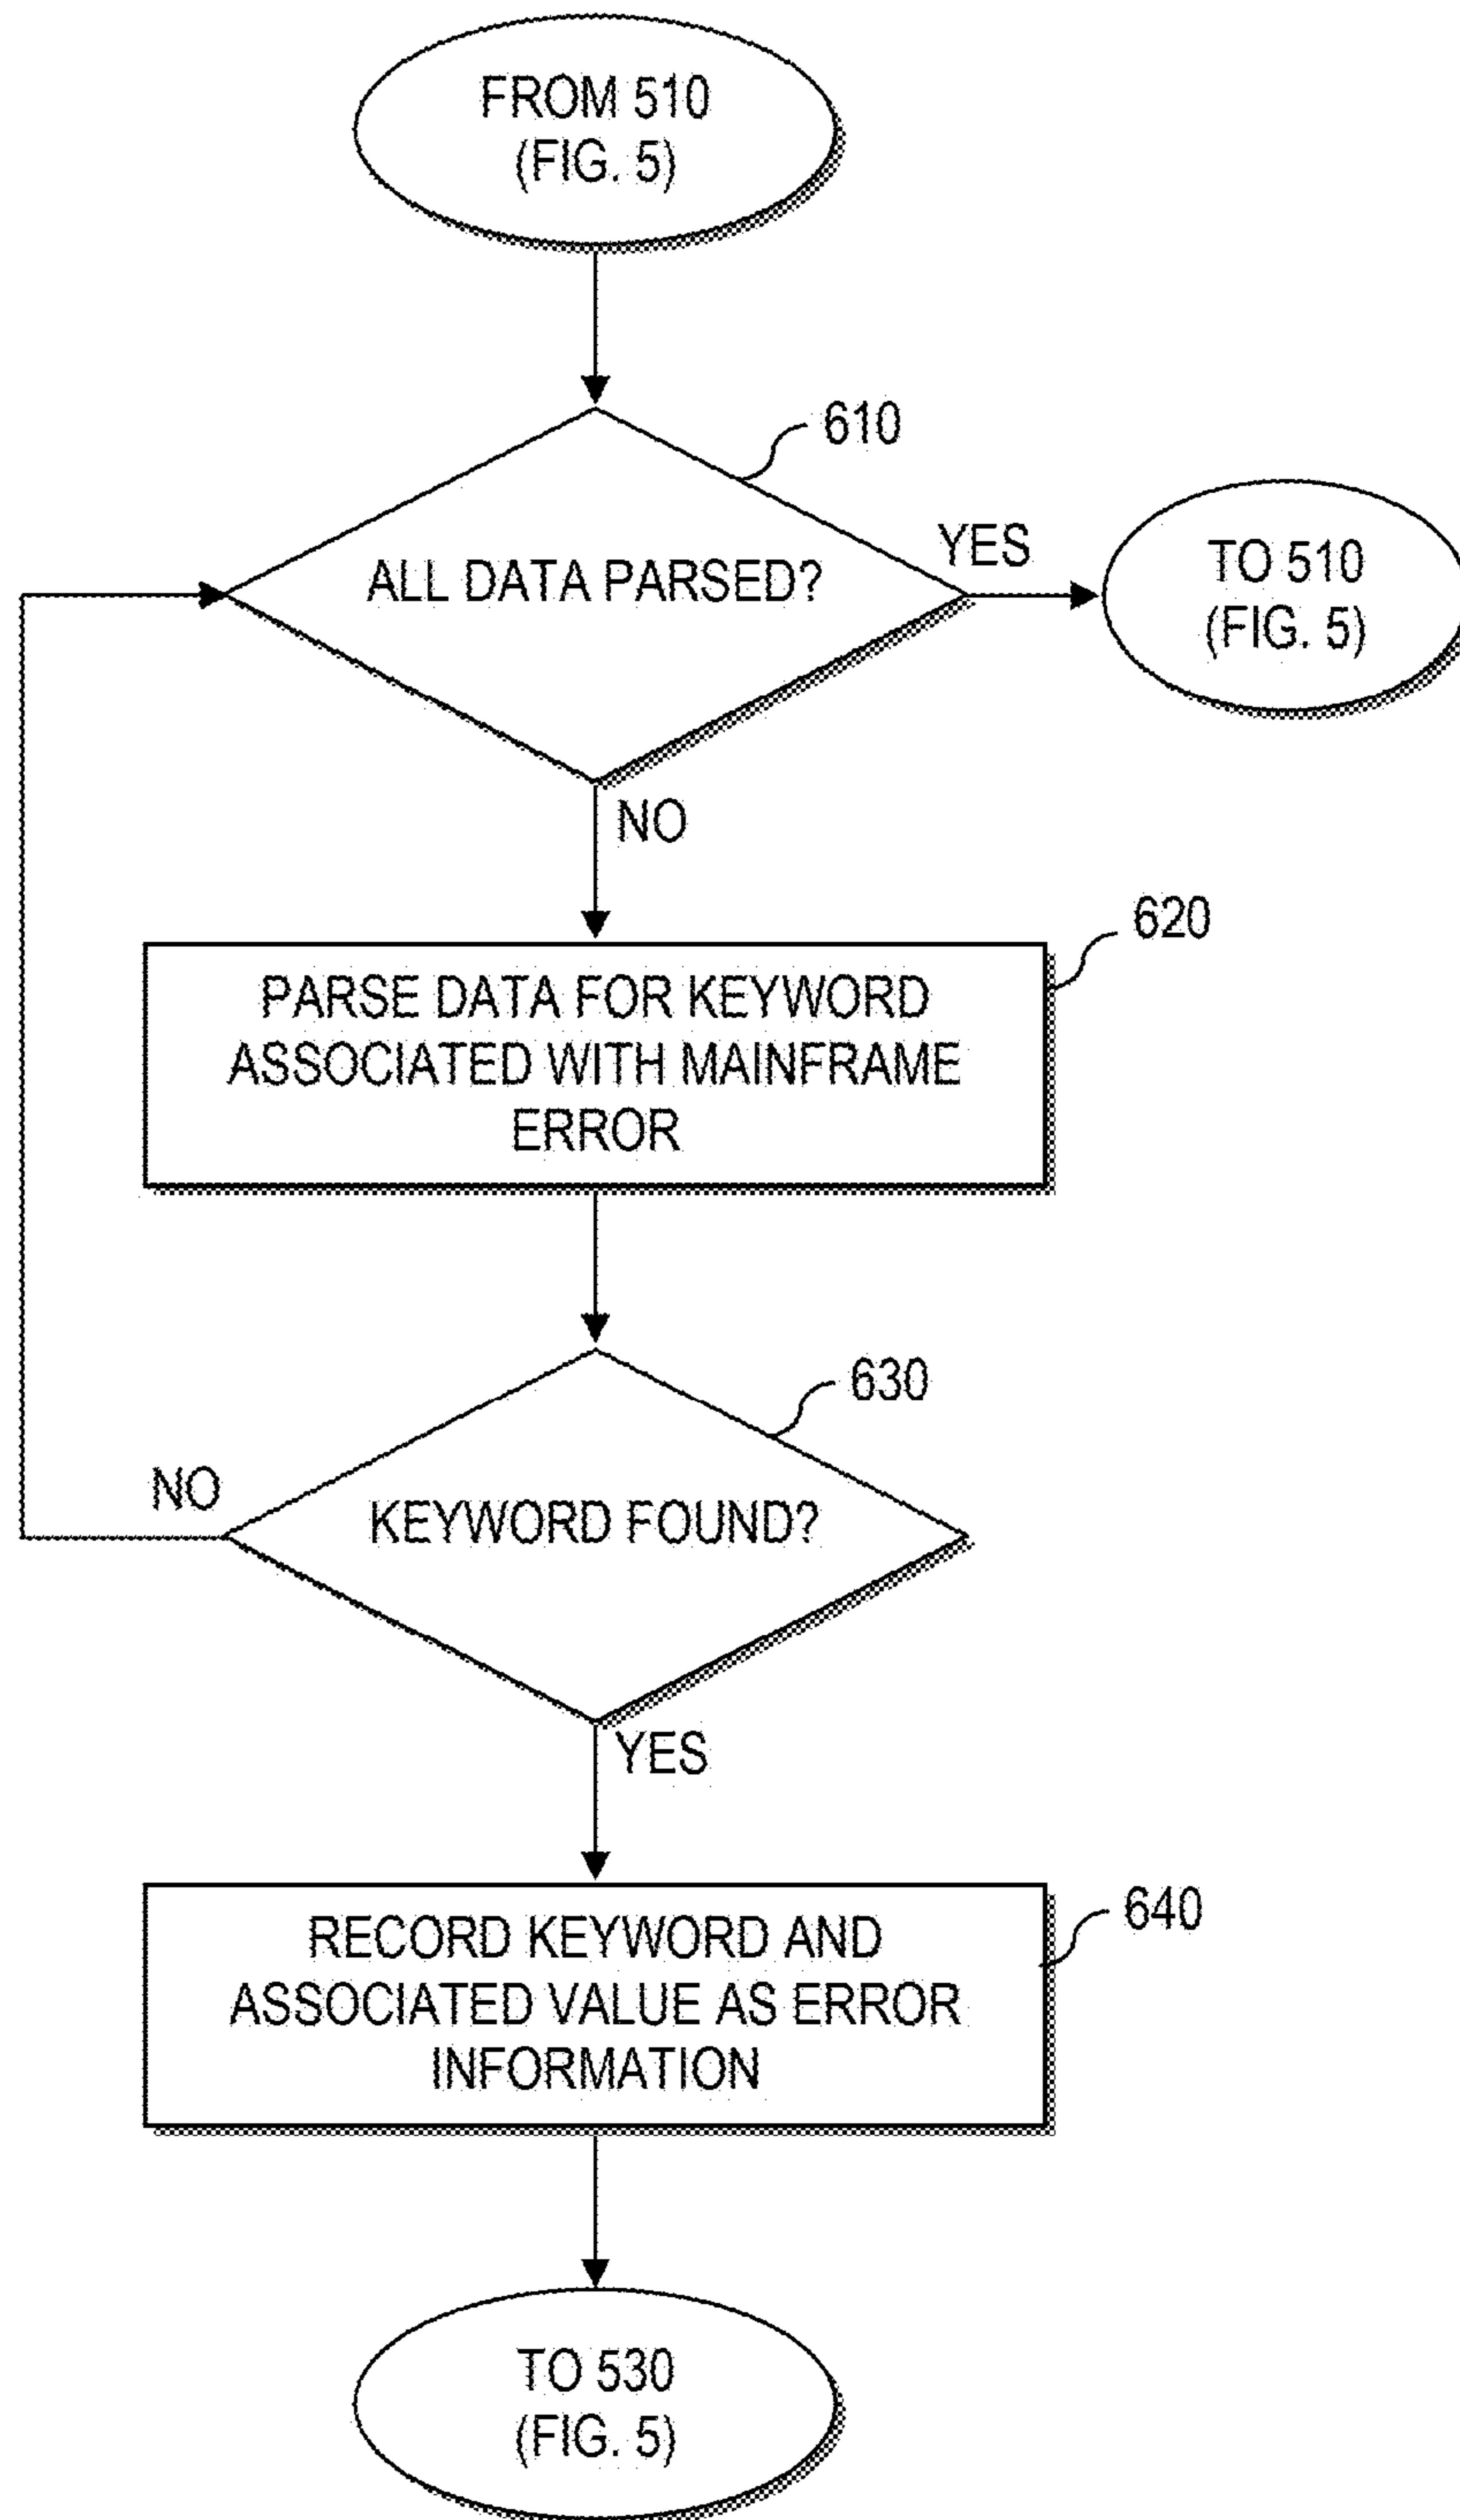 FROM 510
(FIG. 5)
610
ALL DATA PARSED?
YES
TO 510
(FIG. 5)
NO
620
PARSE DATA FOR KEYWORD
ASSOCIATED WITH MAINFRAME
ERROR
630
NO
KEYWORD FOUND?
YES
640
RECORD KEYWORD AND
ASSOCIATED VALUE AS ERROR
INFORMATION
TO 530
(FIG. 5)